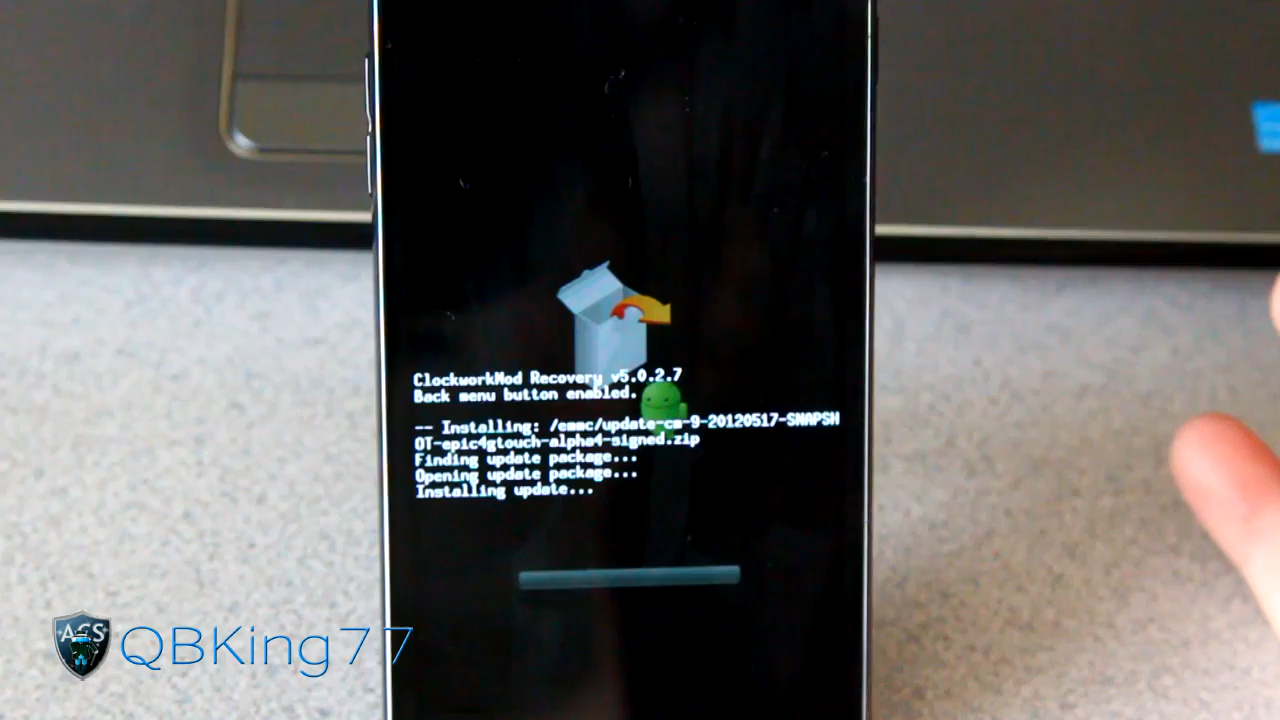 ClockworkMod Recovery v5.0.2.7
Back menu button enabled.
-- Installing: /emmc/update-cm-9-20120517-SNAPSH
OT-epic4gtouch-alpha4-signed.zip
Finding update package...
Opening update package...
Installing update...
ACS
QBKing77